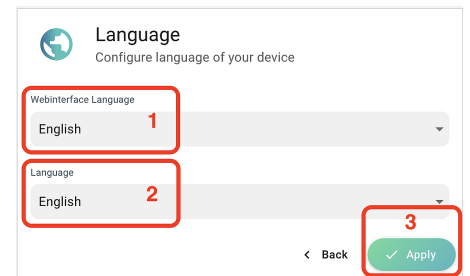 Language
Configure language of your device
Webinterface Language
English
1
Language
English
2
3
Back
Apply